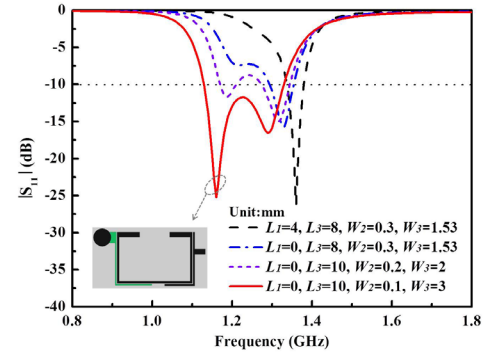 0
-5
-10
-15
-20
-25
-30
-35
-40
|S11| (dB)
Unit:mm
L1=4, L3=8, W2=0.3, W3=1.53
L1=0, L3=8, W2=0.3, W3=1.53
L1=0, L3=10, W2=0.2, W3=2
L1=0, L3=10, W2=0.1, W3=3
0.8 1.0 1.2 1.4 1.6 1.8
Frequency (GHz)